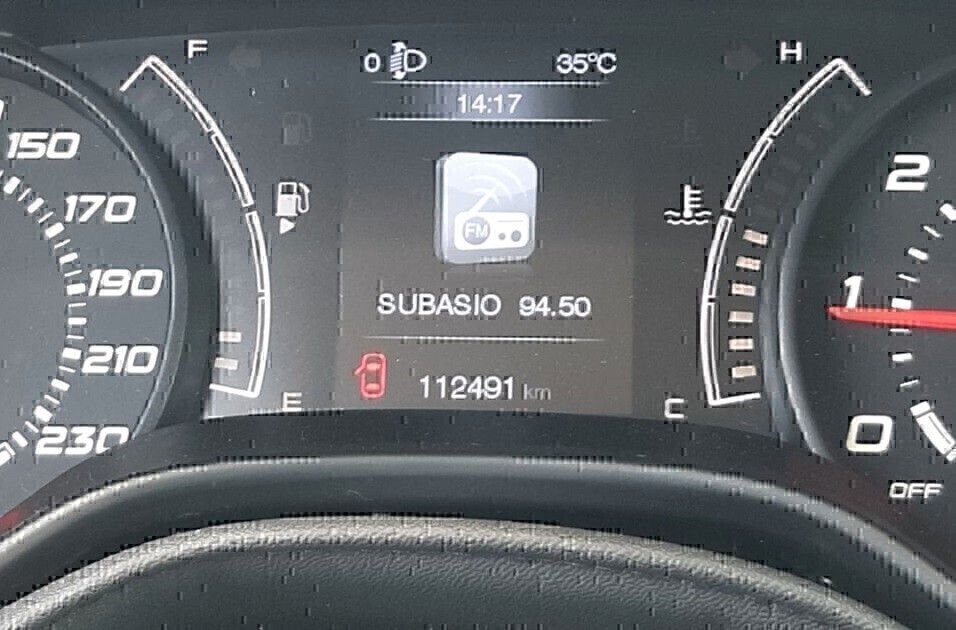 F
0 35°C
H
14:17
150
170
190
210
230
FM
SUBASIO 94.50
112491 km
E
C
2
1
0
OFF